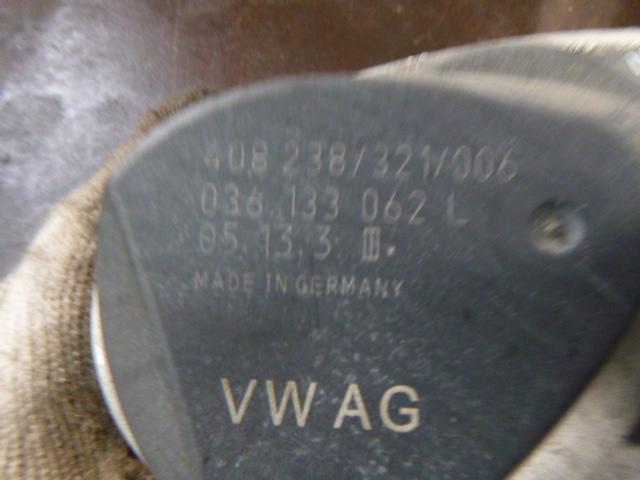 408 238/321/006
036 133 062 L
05.13.3
MADE IN GERMANY
VW AG